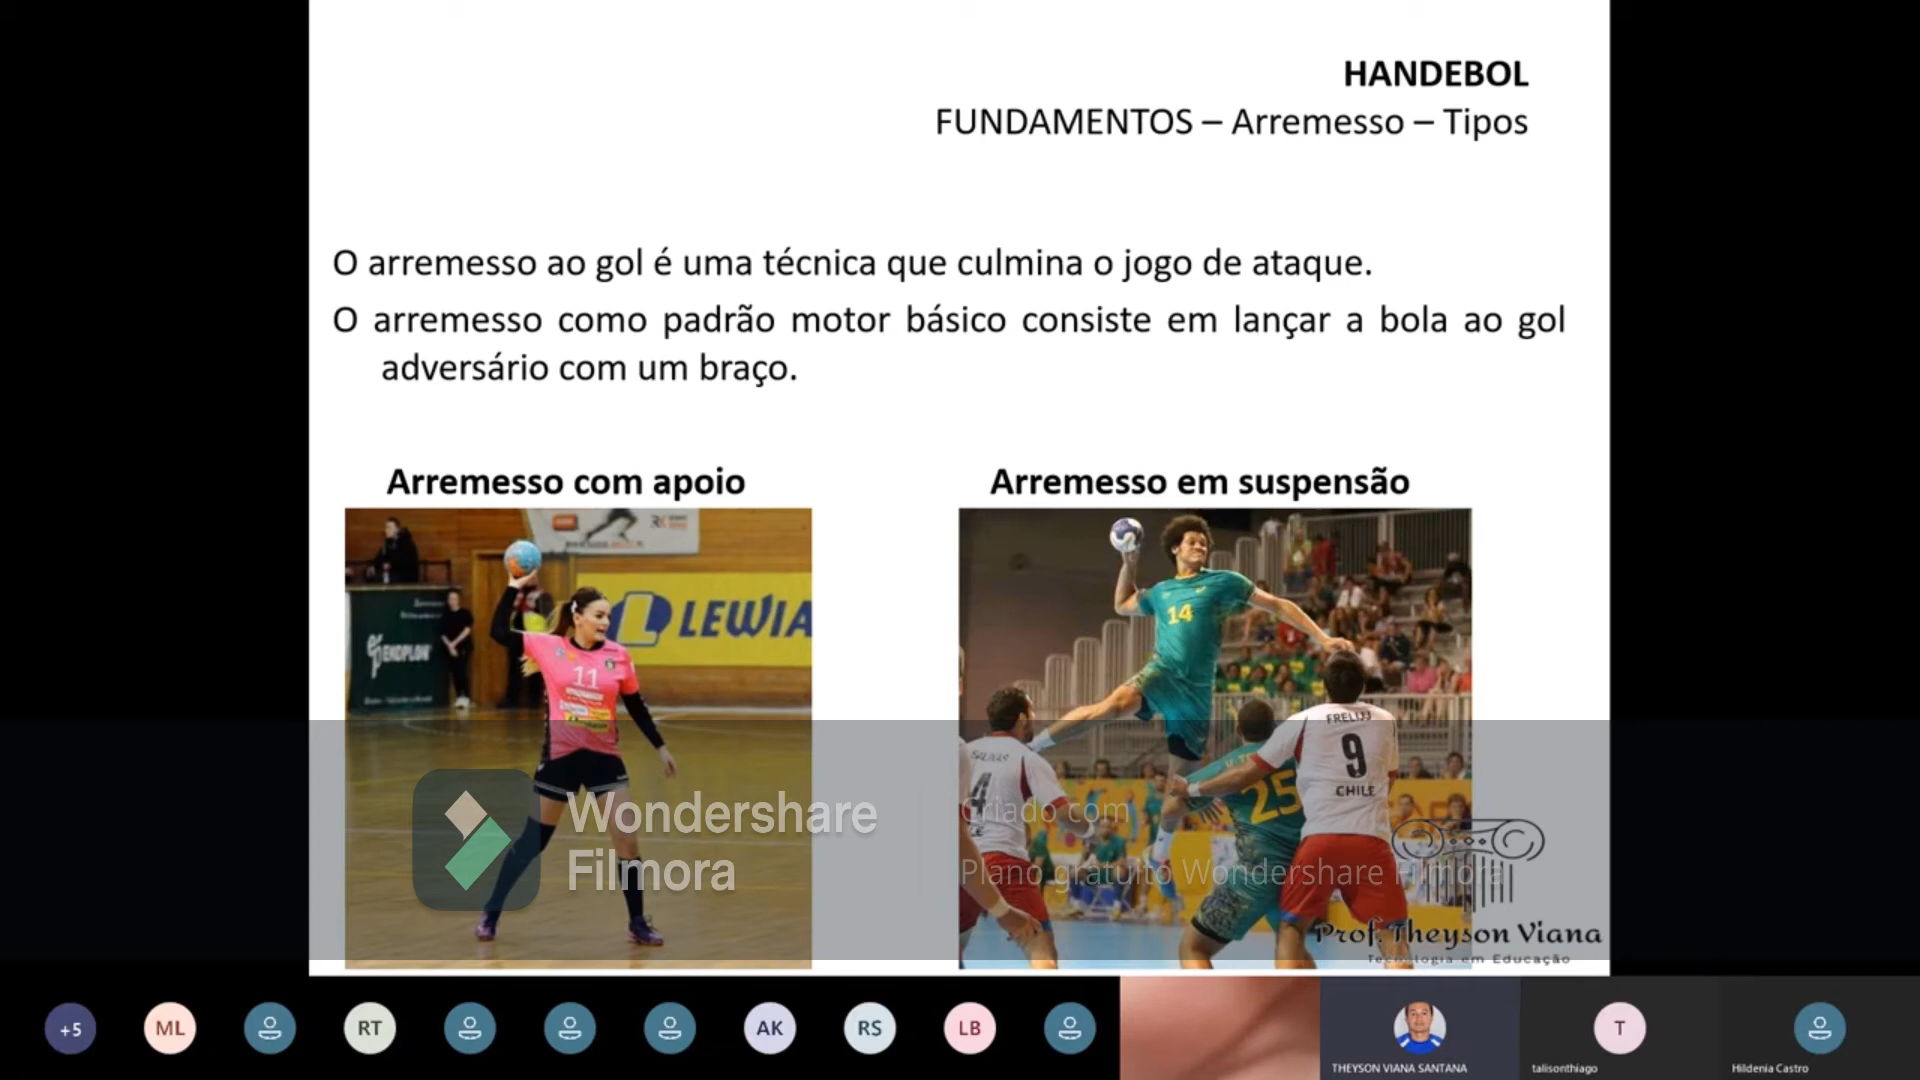 HANDEBOL
FUNDAMENTOS – Arremesso – Tipos
O arremesso ao gol é uma técnica que culmina o jogo de ataque.
O arremesso como padrão motor básico consiste em lançar a bola ao gol
adversário com um braço.
Arremesso com apoio
Arremesso em suspensão
LEWIA
11
14
25
4
FRELIJJ
9
CHILE
Wondershare
Filmora
Criado com
Plano gratuito Wondershare Filmora
Prof. Theyson Viana
Tecnologia em Educação
+5
ML
RT
AK
RS
LB
T
THEYSON VIANA SANTANA
talisonthiago
Hildenia Castro